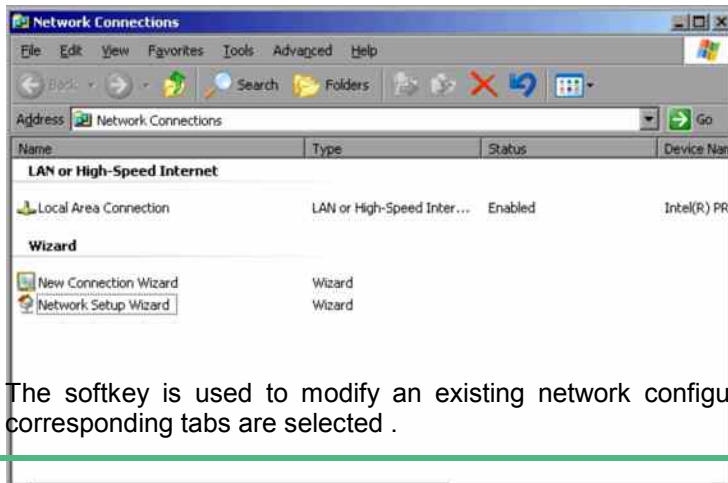 Network Connections
File Edit View Favorites Tools Advanced Help
Back Search Folders
Address Network Connections Go
Name Type Status Device Nam
LAN or High-Speed Internet
Local Area Connection LAN or High-Speed Inter... Enabled Intel(R) PR
Wizard
New Connection Wizard Wizard
Network Setup Wizard Wizard
The softkey is used to modify an existing network configu
corresponding tabs are selected .